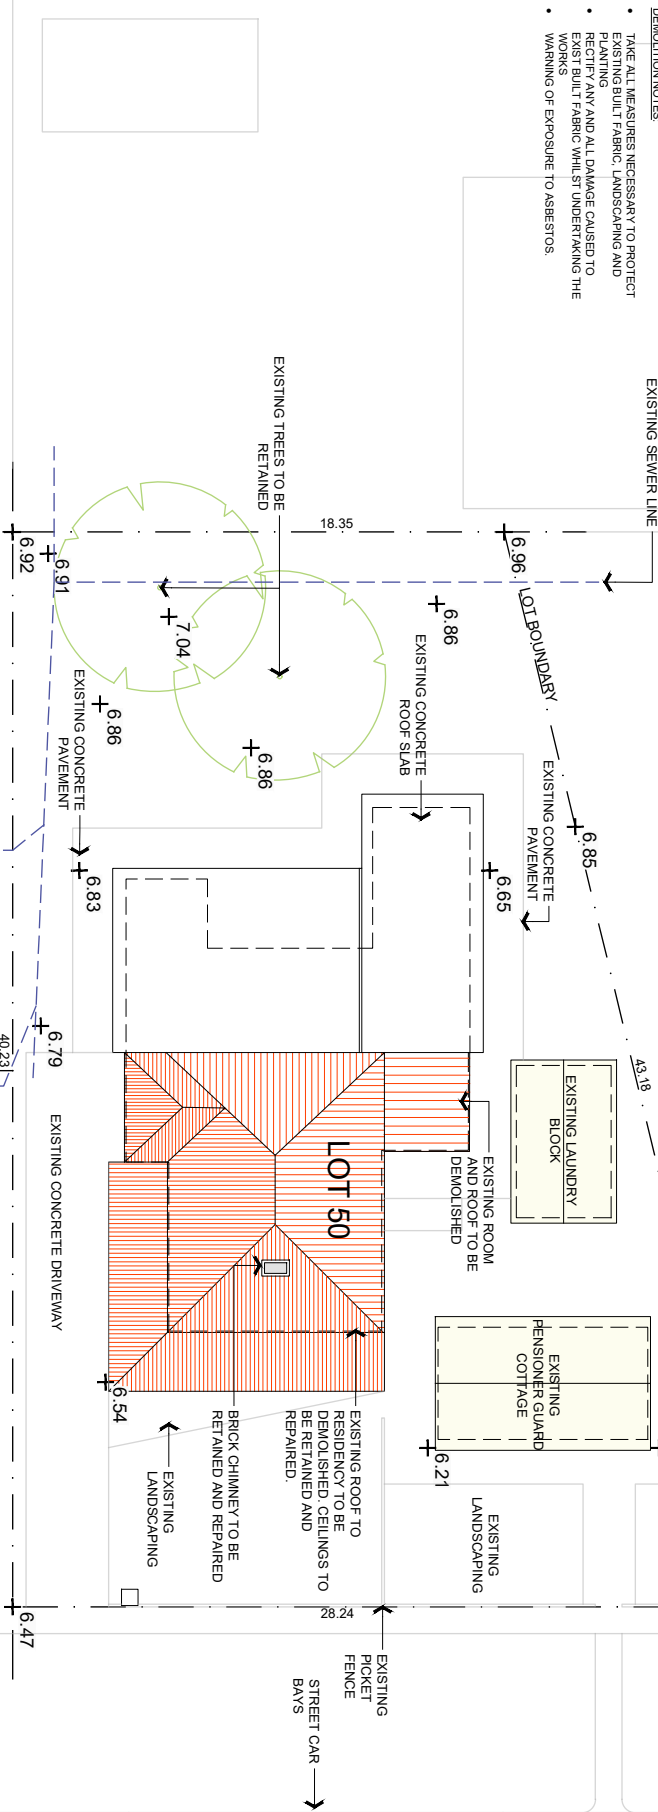 DEMOLITION NOTES:
• TAKE ALL MEASURES NECESSARY TO PROTECT
EXISTING BUILT FABRIC, LANDSCAPING AND
PLANTING
• RECTIFY ANY AND ALL DAMAGE CAUSED TO
EXIST BUILT FABRIC WHILST UNDERTAKING THE
WORKS
• WARNING OF EXPOSURE TO ASBESTOS.
EXISTING SEWER LINE
EXISTING TREES TO BE
RETAINED
18.35
6.96
6.92
6.91
7.04
6.86
LOT BOUNDARY
EXISTING CONCRETE
ROOF SLAB
6.86
6.86
EXISTING CONCRETE
PAVEMENT
EXISTING CONCRETE
PAVEMENT
6.85
6.65
6.83
6.79
40.23
43.18
EXISTING LAUNDRY
BLOCK
EXISTING ROOM
AND ROOF TO BE
DEMOLISHED
LOT 50
EXISTING CONCRETE DRIVEWAY
EXISTING
PENSIONER GUARD
COTTAGE
6.54
6.21
EXISTING ROOF TO
RESIDENCY TO BE
DEMOLISHED. CEILINGS TO
BE RETAINED AND
REPAIRED.
BRICK CHIMNEY TO BE
RETAINED AND REPAIRED
EXISTING
LANDSCAPING
EXISTING
LANDSCAPING
28.24
6.47
EXISTING
PICKET
FENCE
STREET CAR
BAYS